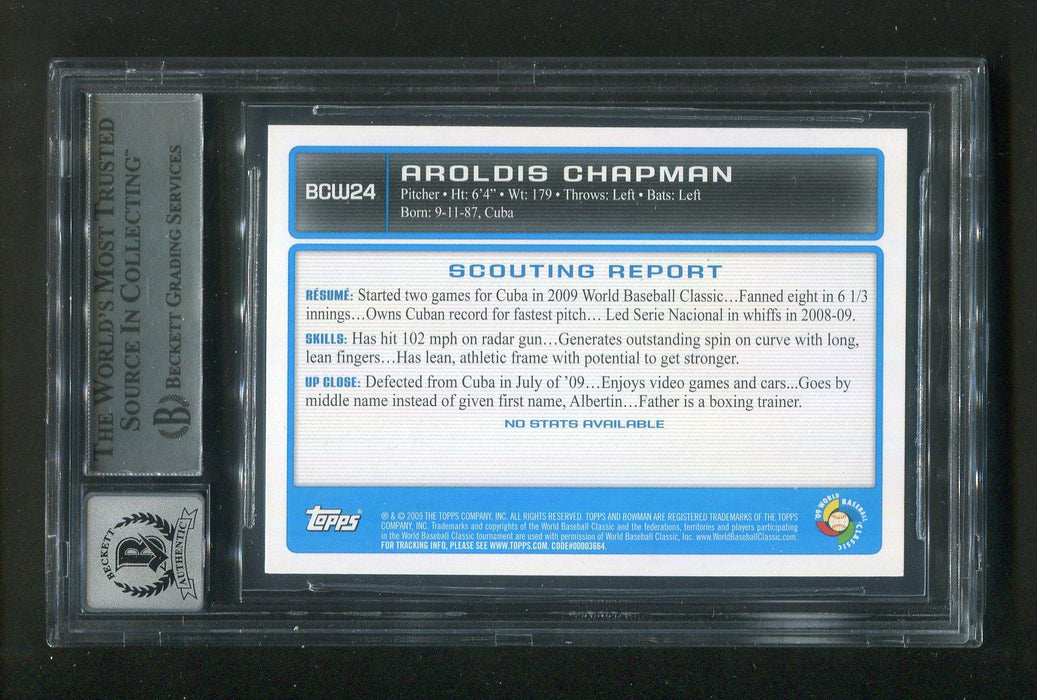 THE WORLD'S MOST TRUSTED
SOURCE IN COLLECTING™
B BECKETT GRADING SERVICES
BECKETT
B
AUTHENTIC
BCW24
AROLDIS CHAPMAN
Pitcher • Ht: 6'4" • Wt: 179 • Throws: Left • Bats: Left
Born: 9-11-87, Cuba
SCOUTING REPORT
RÉSUMÉ: Started two games for Cuba in 2009 World Baseball Classic...Fanned eight in 6 1/3
innings...Owns Cuban record for fastest pitch... Led Serie Nacional in whiffs in 2008-09.
SKILLS: Has hit 102 mph on radar gun...Generates outstanding spin on curve with long,
lean fingers...Has lean, athletic frame with potential to get stronger.
UP CLOSE: Defected from Cuba in July of '09...Enjoys video games and cars...Goes by
middle name instead of given first name, Albertin...Father is a boxing trainer.
NO STATS AVAILABLE
Topps
® & © 2009 THE TOPPS COMPANY, INC. ALL RIGHTS RESERVED. TOPPS AND BOWMAN ARE REGISTERED TRADEMARKS OF THE TOPPS
COMPANY, INC. Trademarks and copyrights of the World Baseball Classic and the federations, territories and players participating
in the World Baseball Classic tournament are used with permission of World Baseball Classic, Inc. www.WorldBaseballClassic.com.
FOR TRACKING INFO, PLEASE SEE WWW.TOPPS.COM. CODE#00003664.
'09 WORLD BASEBALL CLASSIC